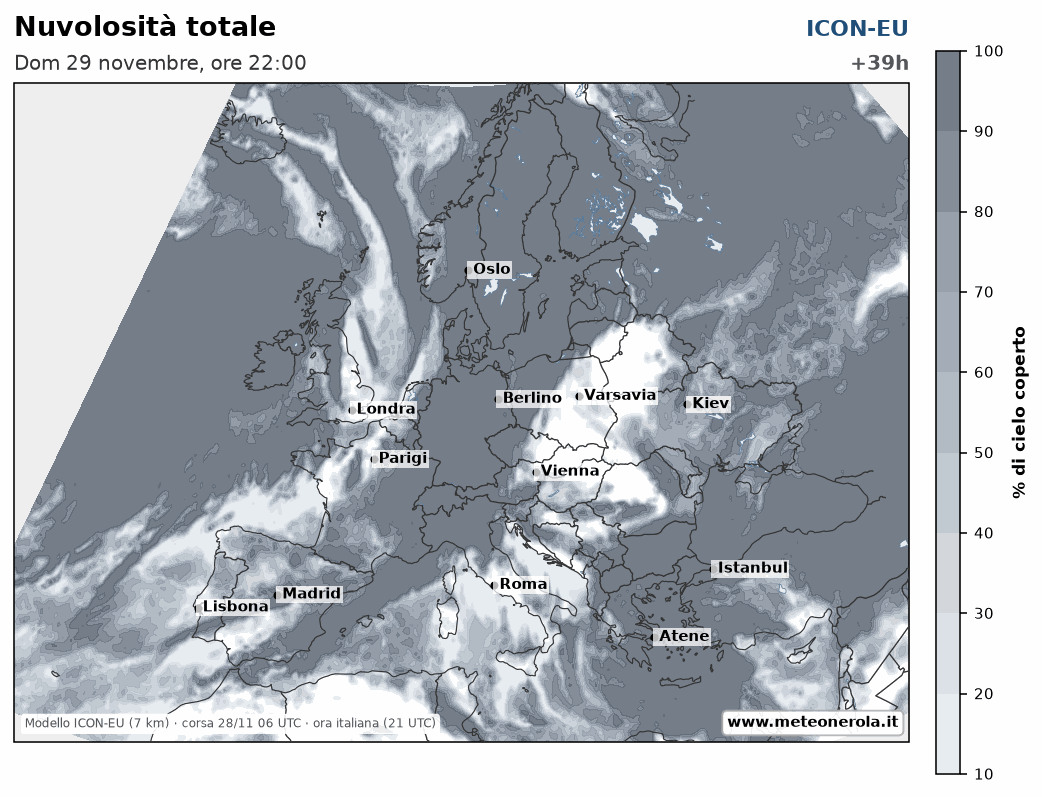 Nuvolosità totale
ICON-EU
Dom 29 novembre, ore 22:00
+39h
100
90
80
70
60
50
40
30
20
10
% di cielo coperto
Oslo
Berlino
Varsavia
Kiev
Londra
Parigi
Vienna
Istanbul
Roma
Madrid
Lisbona
Atene
Modello ICON-EU (7 km) · corsa 28/11 06 UTC · ora italiana (21 UTC)
www.meteonerola.it